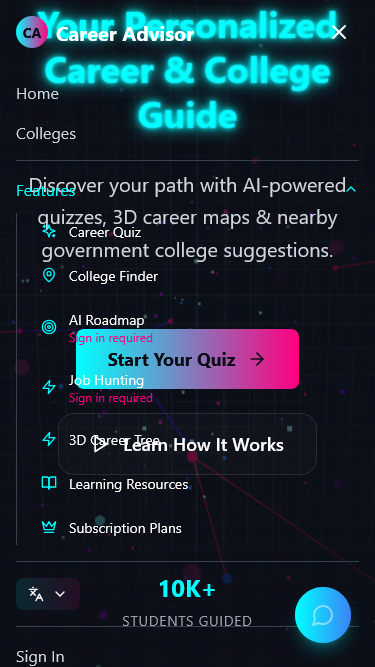 Your Personalized
CA
Career Advisor
Career & College
Guide
Home
Colleges
Features
Discover your path with AI-powered
quizzes, 3D career maps & nearby
government college suggestions.
Career Quiz
College Finder
AI Roadmap
Sign in required
Start Your Quiz
Job Hunting
Sign in required
3D Career Tree
Learn How It Works
Learning Resources
Subscription Plans
10K+
STUDENTS GUIDED
Sign In